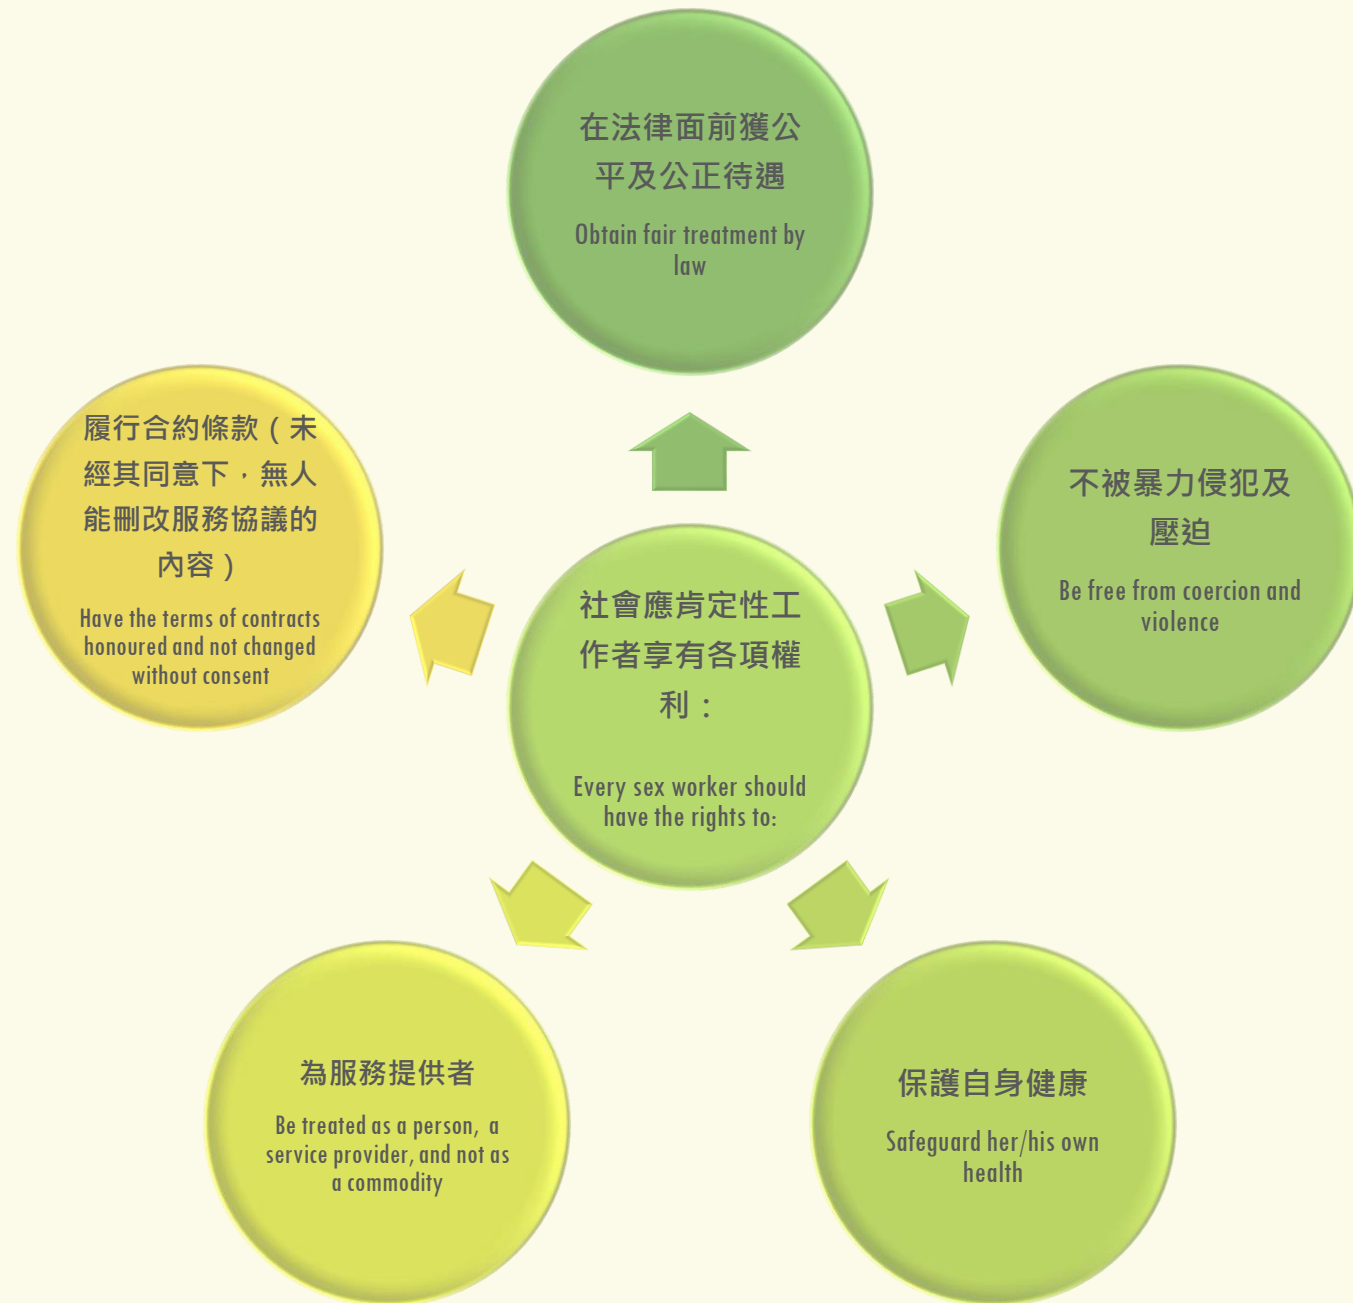 在法律面前獲公
平及公正待遇
Obtain fair treatment by
law
不被暴力侵犯及
壓迫
Be free from coercion and
violence
保護自身健康
Safeguard her/his own
health
為服務提供者
Be treated as a person, a
service provider, and not as
a commodity
履行合約條款（未
經其同意下，無人
能刪改服務協議的
內容）
Have the terms of contracts
honoured and not changed
without consent
社會應肯定性工
作者享有各項權
利：
Every sex worker should
have the rights to: